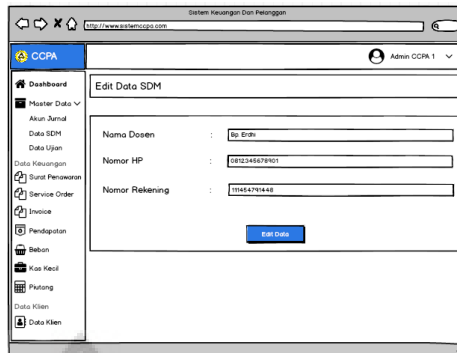 Sistem Keuangan Dan Pelanggan
http://www.sistemccpa.com
CCPA
Admin CCPA 1
Dashboard
Master Data
Akun Jurnal
Data SDM
Data Ujian
Data Keuangan
Surat Penawaran
Service Order
Invoice
Pendapatan
Beban
Kas Kecil
Piutang
Data Klien
Data Klien
Edit Data SDM
Nama Dosen : Bp. Erdhi
Nomor HP : 0812345678901
Nomor Rekening : 111454791448
Edit Data